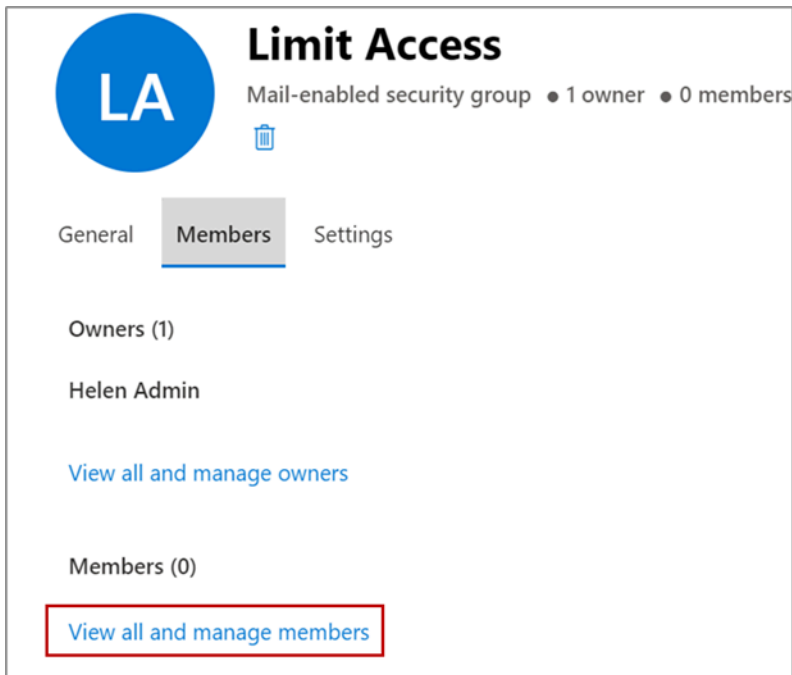 LA
Limit Access
Mail-enabled security group ● 1 owner ● 0 members
General Members Settings
Owners (1)
Helen Admin
View all and manage owners
Members (0)
View all and manage members